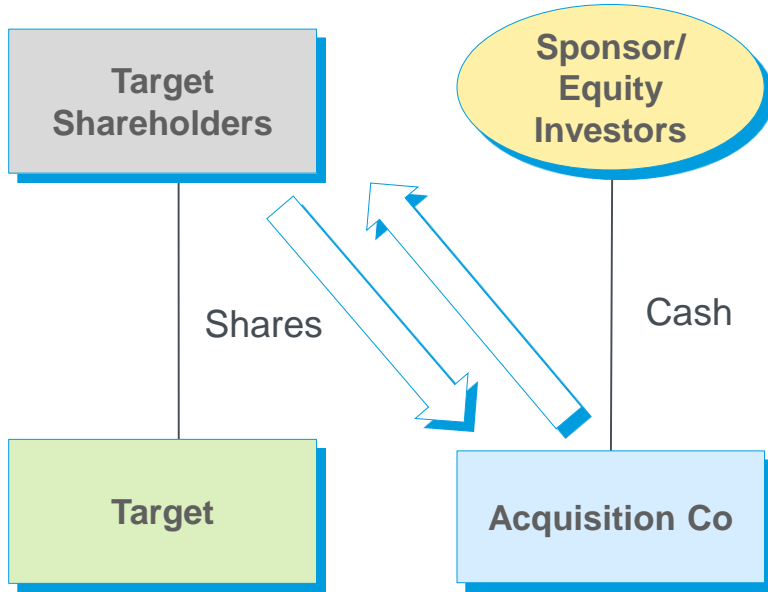 Target
Shareholders
Sponsor/
Equity
Investors
Shares
Cash
Target
Acquisition Co